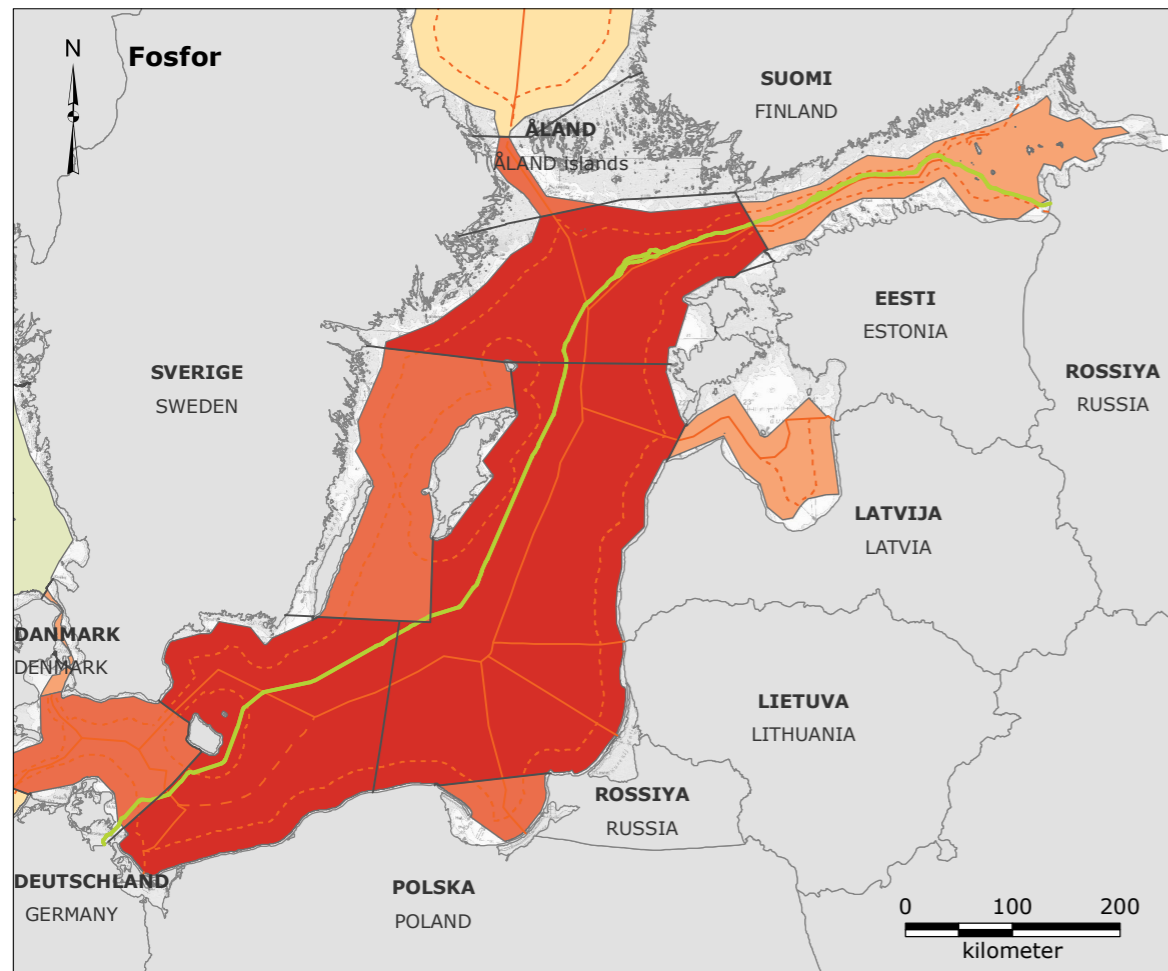 N
Fosfor
SUOMI
FINLAND
ÅLAND
ÅLAND islands
EESTI
ESTONIA
SVERIGE
SWEDEN
ROSSIYA
RUSSIA
LATVIJA
LATVIA
DANMARK
DENMARK
LIETUVA
LITHUANIA
ROSSIYA
RUSSIA
DEUTSCHLAND
GERMANY
POLSKA
POLAND
0 100 200
kilometer